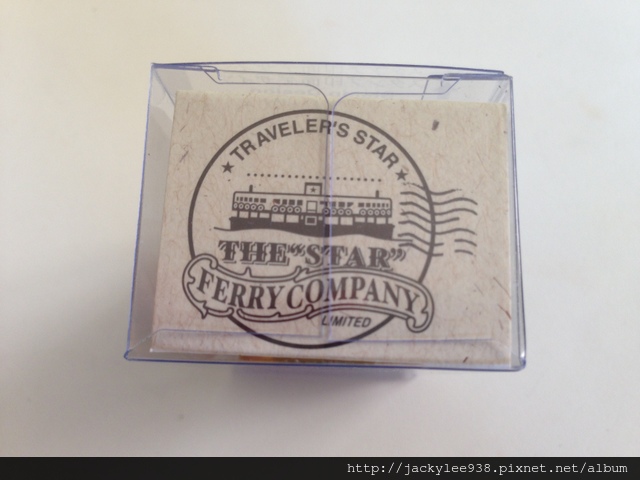 ★ TRAVELER'S STAR ★
THE "STAR"
FERRY COMPANY
LIMITED
http://jackylee938.pixnet.net/album